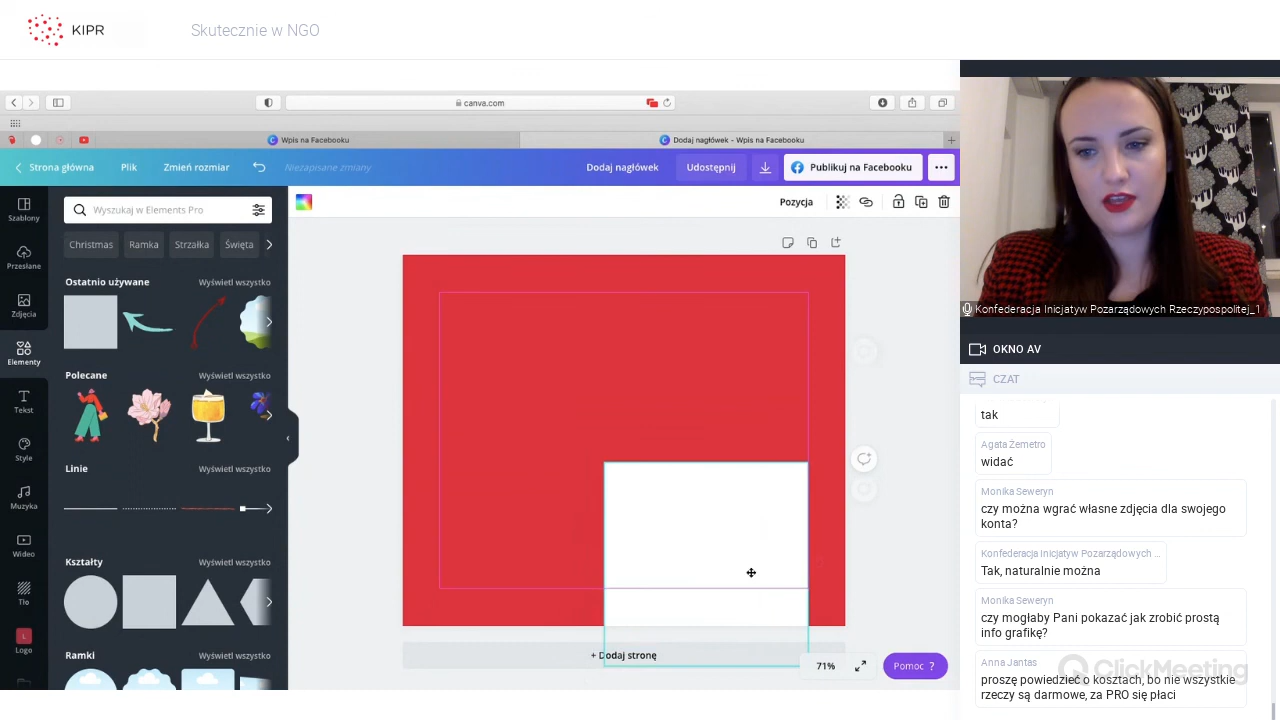 KIPR
Skutecznie w NGO
canva.com
Wpis na Facebooku
Dodaj nagłówek - Wpis na Facebooku
Strona główna
Plik
Zmień rozmiar
Niezapisane zmiany
Dodaj nagłówek
Udostępnij
Publikuj na Facebooku
Szablony
Przesłane
Zdjęcia
Elementy
Tekst
Style
Muzyka
Wideo
Tło
Logo
Wyszukaj w Elements Pro
Christmas
Ramka
Strzałka
Święta
Ostatnio używane
Wyświetl wszystko
Polecane
Wyświetl wszystko
Linie
Wyświetl wszystko
Kształty
Wyświetl wszystko
Ramki
Wyświetl wszystko
Pozycja
+ Dodaj stronę
71%
Pomoc ?
Konfederacja Inicjatyw Pozarządowych Rzeczypospolitej_1
OKNO AV
CZAT
tak
Agata Żemetro
widać
Monika Seweryn
czy można wgrać własne zdjęcia dla swojego
konta?
Konfederacja Inicjatyw Pozarządowych ...
Tak, naturalnie można
Monika Seweryn
czy mogłaby Pani pokazać jak zrobić prostą
info grafikę?
Anna Jantas
proszę powiedzieć o kosztach, bo nie wszystkie
rzeczy są darmowe, za PRO się płaci
ClickMeeting